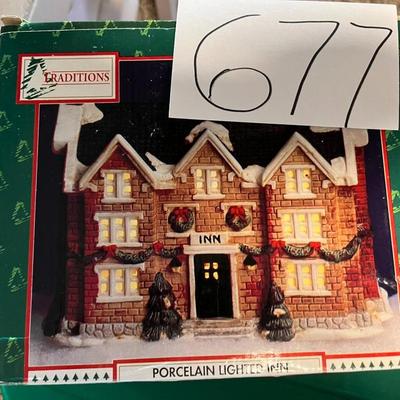 TRADITIONS
677
INN
PORCELAIN LIGHTED INN